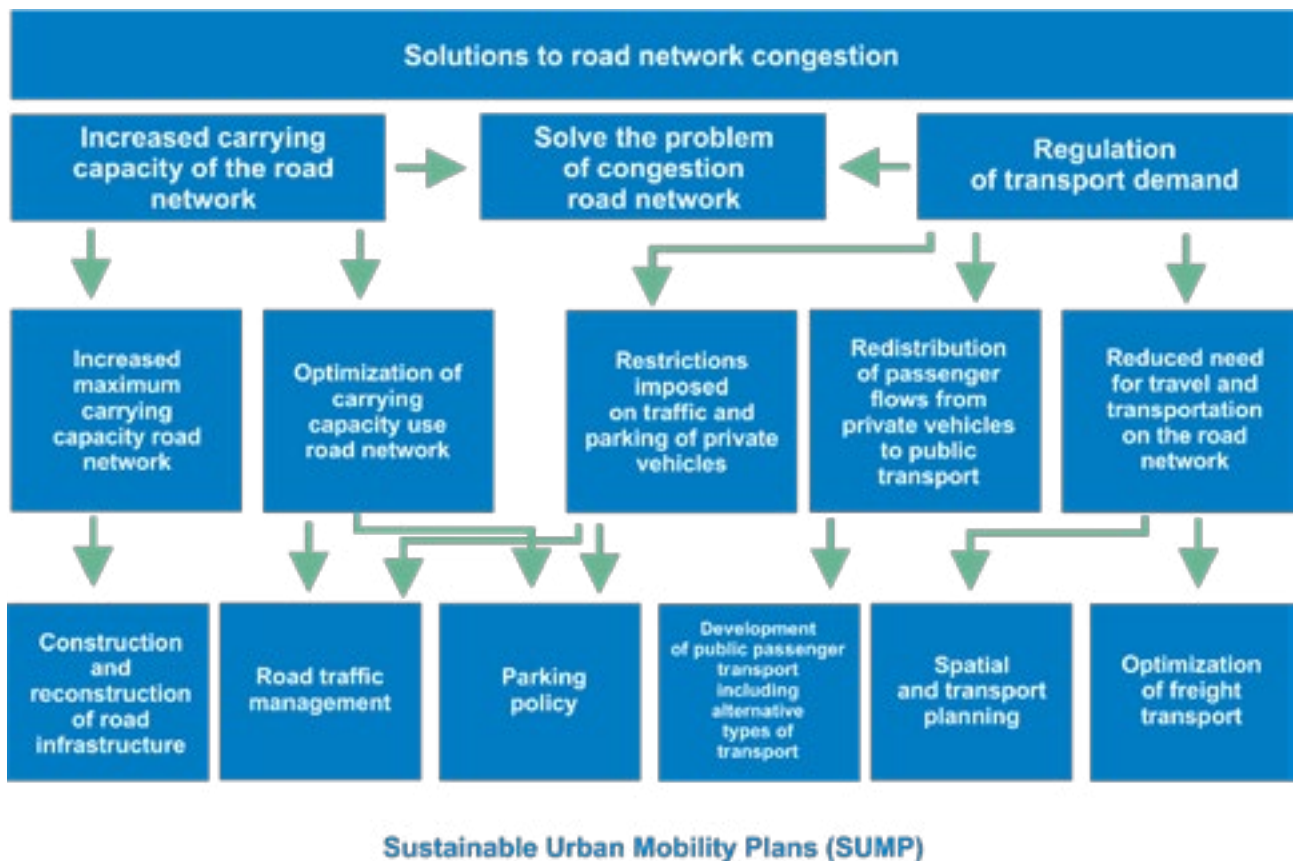 Solutions to road network congestion
Increased carrying
capacity of the road
network
Solve the problem
of congestion
road network
Regulation
of transport demand
Increased
maximum
carrying
capacity road
network
Optimization of
carrying
capacity use
road network
Restrictions
imposed
on traffic and
parking of private
vehicles
Redistribution
of passenger
flows from
private vehicles
to public
transport
Reduced need
for travel and
transportation
on the road
network
Construction
and
reconstruction
of road
infrastructure
Road traffic
management
Parking
policy
Development
of public passenger
transport
including
alternative
types of
transport
Spatial
and transport
planning
Optimization
of freight
transport
Sustainable Urban Mobility Plans (SUMP)